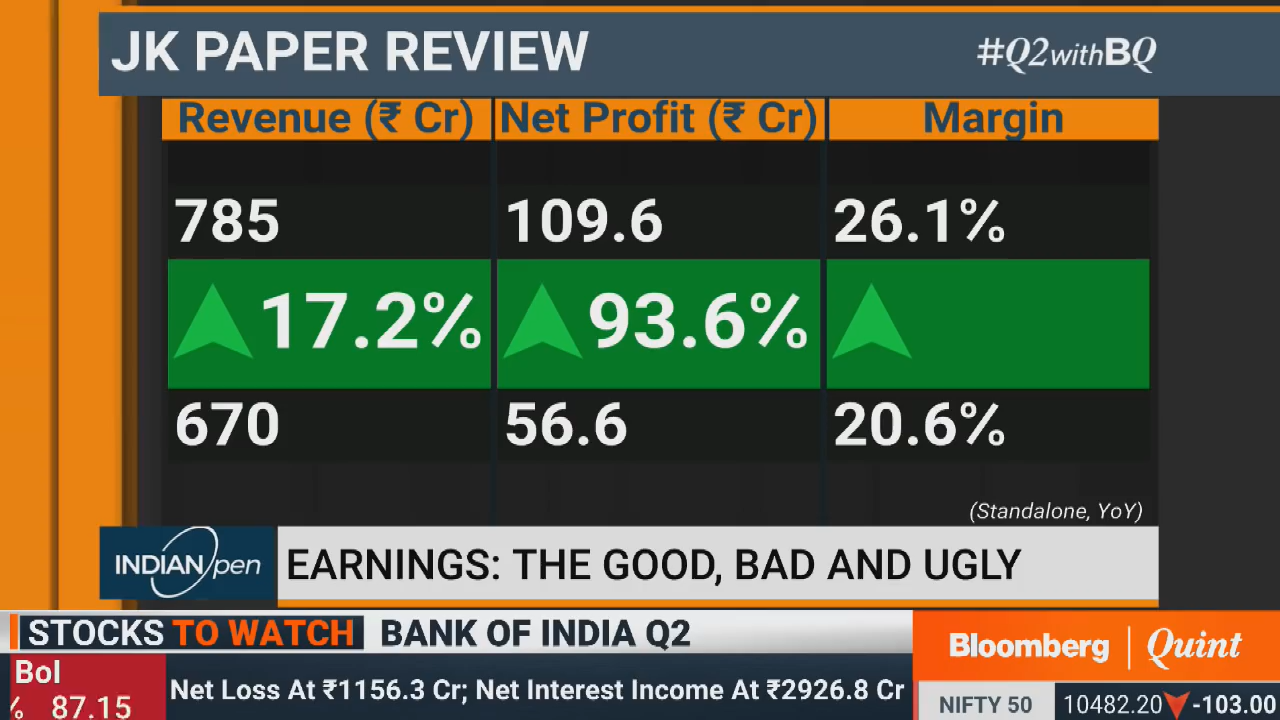 JK PAPER REVIEW
#Q2withBQ
Revenue (₹ Cr) Net Profit (₹ Cr) Margin
785 109.6 26.1%
17.2% 93.6%
670 56.6 20.6%
(Standalone, YoY)
INDIAN Open
EARNINGS: THE GOOD, BAD AND UGLY
STOCKS TO WATCH BANK OF INDIA Q2
Bloomberg | Quint
BoI
% 87.15
Net Loss At ₹1156.3 Cr; Net Interest Income At ₹2926.8 Cr
NIFTY 50 10482.20 -103.00